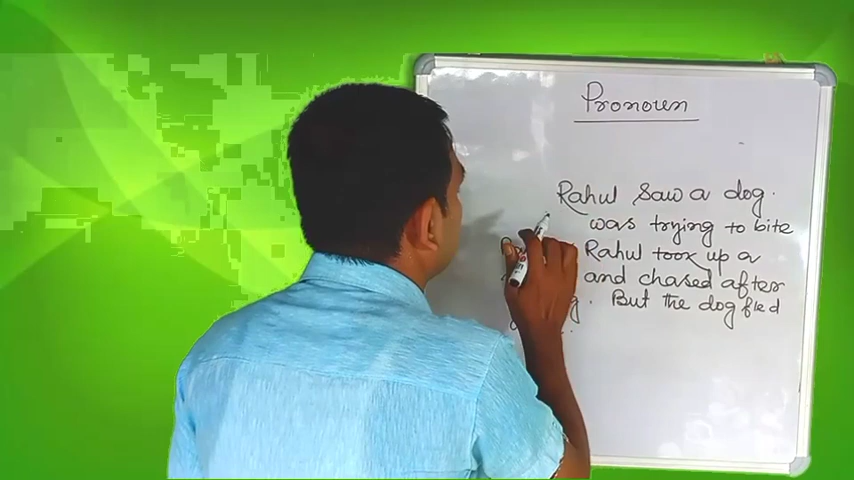 Pronoun
Rahul saw a dog.
was trying to bite
Rahul took up a
and chased after
g. But the dog fled